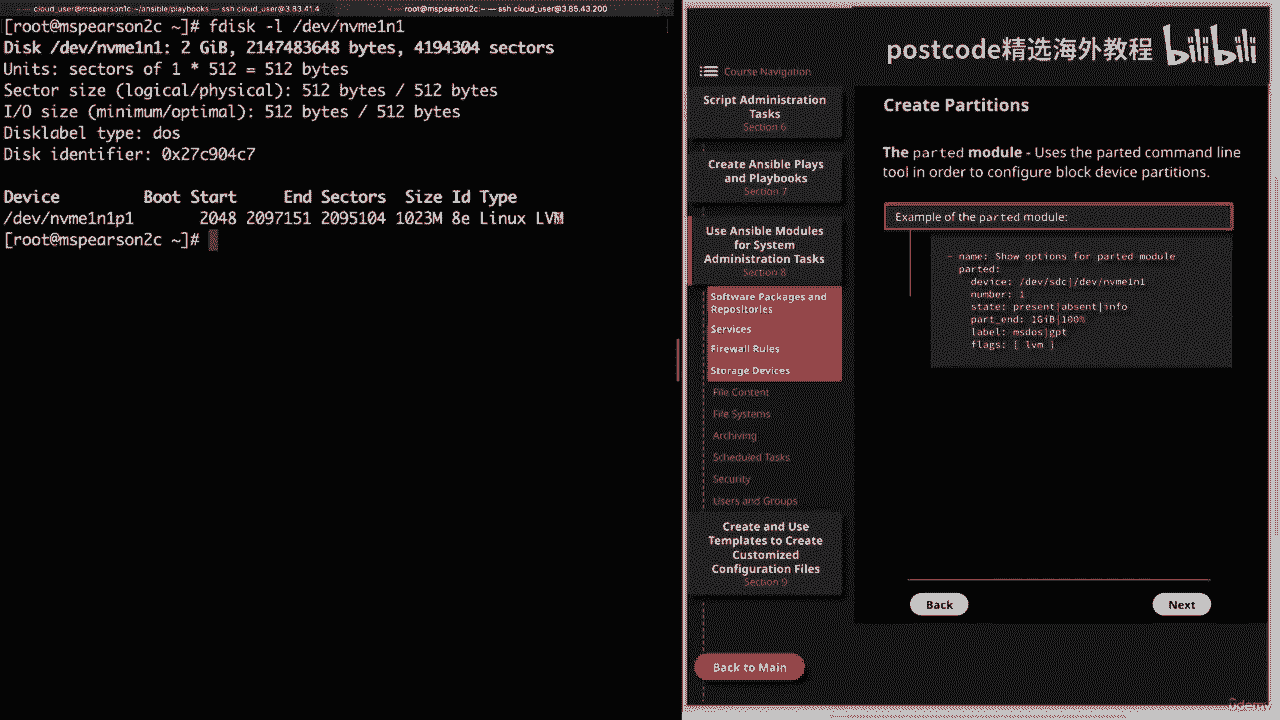 cloud_user@mspearson1c:~/ansible/playbooks — ssh cloud_user@3.83.41.4
root@mspearson2c:~ — ssh cloud_user@3.85.43.200
[root@mspearson2c ~]# fdisk -l /dev/nvme1n1
Disk /dev/nvme1n1: 2 GiB, 2147483648 bytes, 4194304 sectors
Units: sectors of 1 * 512 = 512 bytes
Sector size (logical/physical): 512 bytes / 512 bytes
I/O size (minimum/optimal): 512 bytes / 512 bytes
Disklabel type: dos
Disk identifier: 0x27c904c7
Device Boot Start End Sectors Size Id Type
/dev/nvme1n1p1 2048 2097151 2095104 1023M 8e Linux LVM
[root@mspearson2c ~]#
postcode精选海外教程 bilibili
Course Navigation
Script Administration
Tasks
Section 6
Create Ansible Plays
and Playbooks
Section 7
Use Ansible Modules
for System
Administration Tasks
Section 8
Software Packages and
Repositories
Services
Firewall Rules
Storage Devices
File Content
File Systems
Archiving
Scheduled Tasks
Security
Users and Groups
Create and Use
Templates to Create
Customized
Configuration Files
Section 9
Back to Main
Create Partitions
The parted module - Uses the parted command line
tool in order to configure block device partitions.
Example of the parted module:
- name: Show options for parted module
parted:
device: /dev/sdc|/dev/nvme1n1
number: 1
state: present|absent|info
part_end: 1GiB|100%
label: msdos|gpt
flags: [ lvm ]
Back
Next
ûdemy